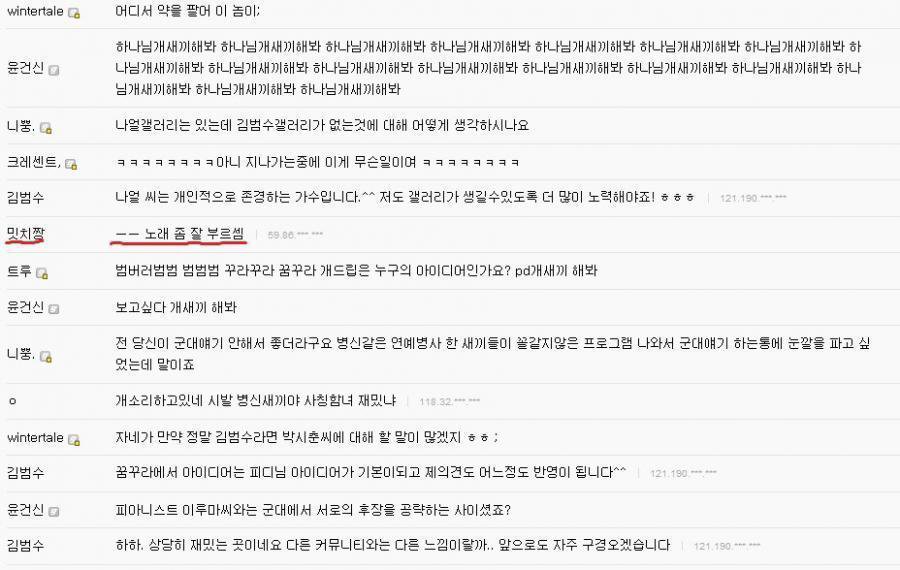 wintertale 어디서 약을 팔어 이 놈이;
하나님개새끼해봐 하나님개새끼해봐 하나님개새끼해봐 하나님개새끼해봐 하나님개새끼해봐 하나님개새끼해봐 하나님개새끼해봐 하
윤건신 나님개새끼해봐 하나님개새끼해봐 하나님개새끼해봐 하나님개새끼해봐 하나님개새끼해봐 하나님개새끼해봐 하나님개새끼해봐 하나
님개새끼해봐 하나님개새끼해봐 하나님개새끼해봐
니뿡. 나얼갤러리는 있는데 김범수갤러리가 없는것에 대해 어떻게 생각하시나요
크레센트, ㅋㅋㅋㅋㅋㅋㅋㅋ아니 지나가는중에 이게 무슨일이여 ㅋㅋㅋㅋㅋㅋㅋㅋ
김범수 나얼 씨는 개인적으로 존경하는 가수입니다.^^ 저도 갤러리가 생길수있도록 더 많이 노력해야죠! ㅎㅎㅎ 121.190.***.***
밋치짱 ㅡㅡ 노래 좀 잘 부르셈 59.86.***.***
트루 범버러범범 범범범 꾸라꾸라 꿈꾸라 개드립은 누구의 아이디어인가요? pd개새끼 해봐
윤건신 보고싶다 개새끼 해봐
니뿡. 전 당신이 군대얘기 안해서 좋더라구요 병신같은 연예병사 한 새끼들이 꼴같지않은 프로그램 나와서 군대얘기 하는통에 눈깔을 파고 싶
었는데 말이죠
ㅇ 개소리하고있네 시발 병신새끼야 사칭함녀 재밌냐 118.32.***.***
wintertale 자네가 만약 정말 김범수라면 박시춘씨에 대해 할 말이 많겠지 ㅎㅎ;
김범수 꿈꾸라에서 아이디어는 피디님 아이디어가 기본이되고 제의견도 어느정도 반영이 됩니다^^ 121.190.***.***
윤건신 피아니스트 이루마씨와는 군대에서 서로의 후장을 공략하는 사이셨죠?
김범수 하하. 상당히 재밌는 곳이네요 다른 커뮤니티와는 다른 느낌이랄까.. 앞으로도 자주 구경오겠습니다 121.190.***.***